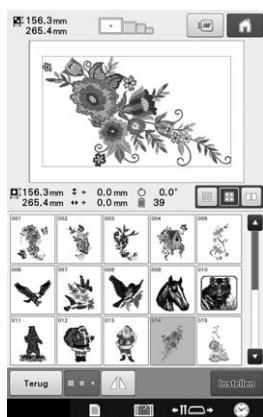 156.3mm
265.4mm
156.3mm + 0.0mm 0.0°
265.4mm + 0.0mm 39
001 002 003 004 005
006 007 008 009 010
011 012 013 014 015
Terug Instellen